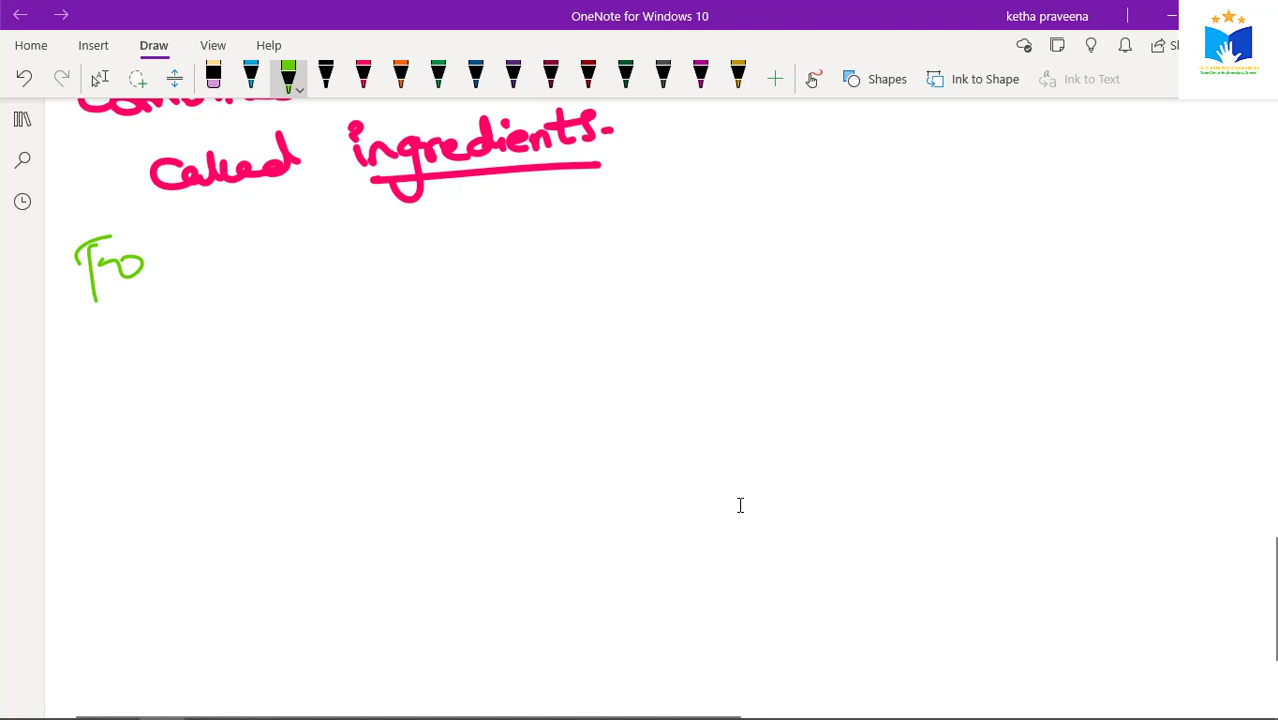 OneNote for Windows 10
ketha praveena
Home Insert Draw View Help
Shapes Ink to Shape Ink to Text
called ingredients.
Fro